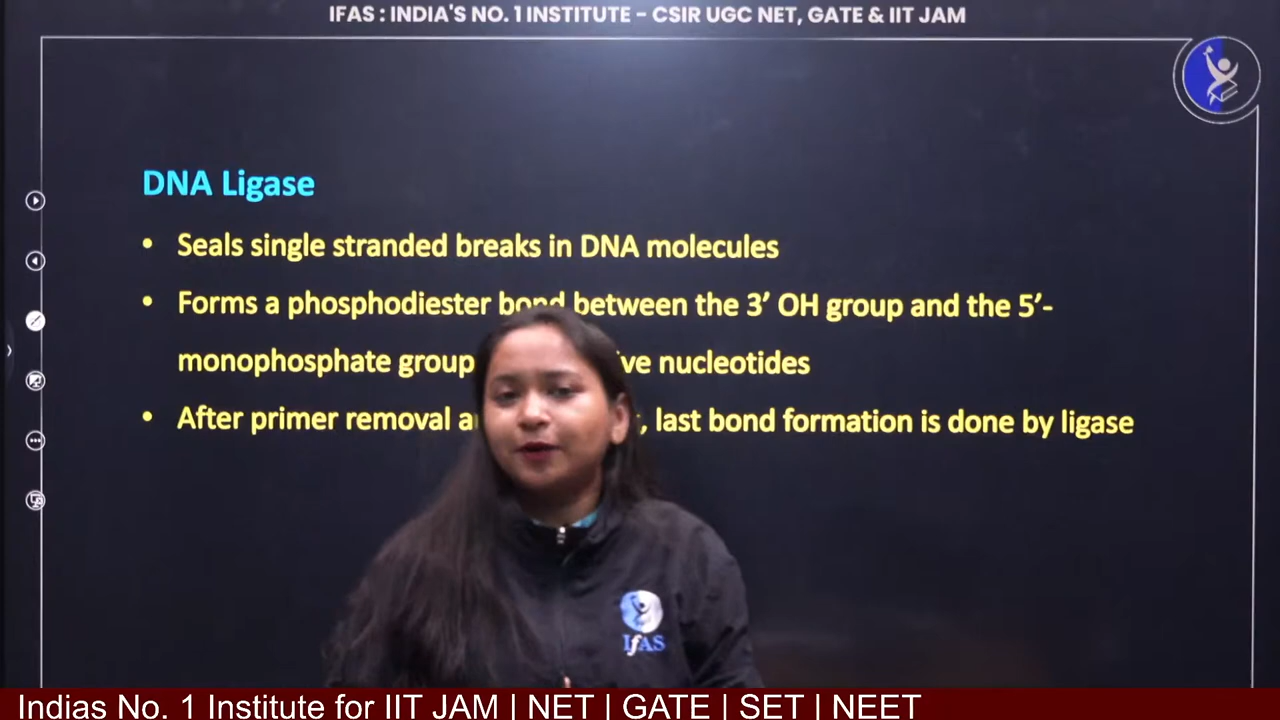 IFAS : INDIA'S NO. 1 INSTITUTE – CSIR UGC NET, GATE & IIT JAM
DNA Ligase
• Seals single stranded breaks in DNA molecules
• Forms a phosphodiester bond between the 3’ OH group and the 5’-
monophosphate group nucleotides
• After primer removal , last bond formation is done by ligase
IfAS
Indias No. 1 Institute for IIT JAM | NET | GATE | SET | NEET